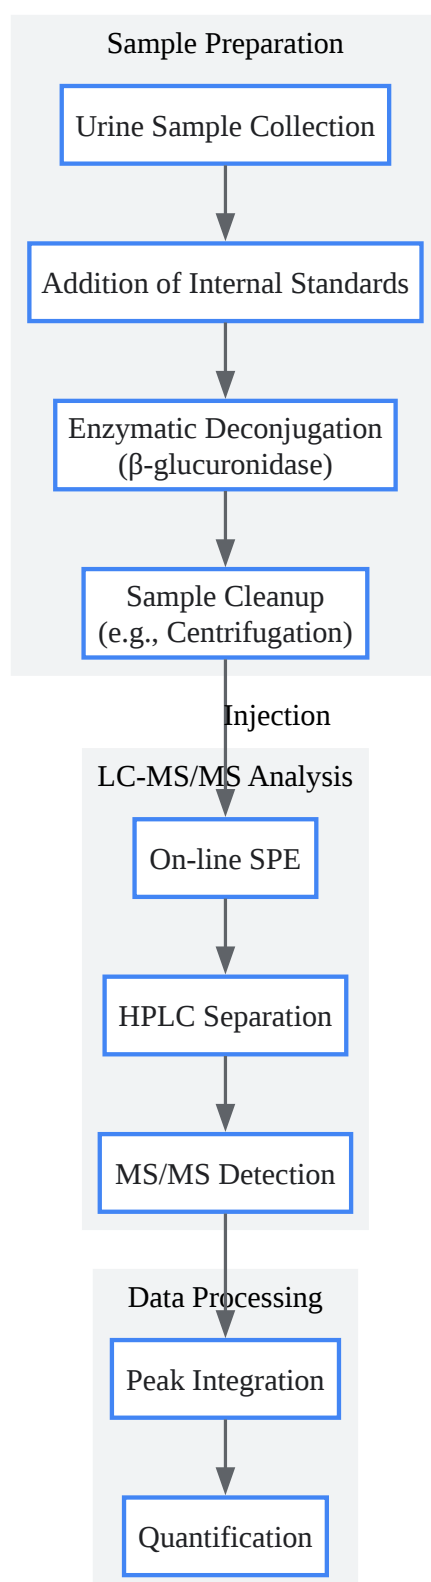 Sample Preparation
Urine Sample Collection
Addition of Internal Standards
Enzymatic Deconjugation
(β-glucuronidase)
Sample Cleanup
(e.g., Centrifugation)
Injection
LC-MS/MS Analysis
On-line SPE
HPLC Separation
MS/MS Detection
Data Processing
Peak Integration
Quantification